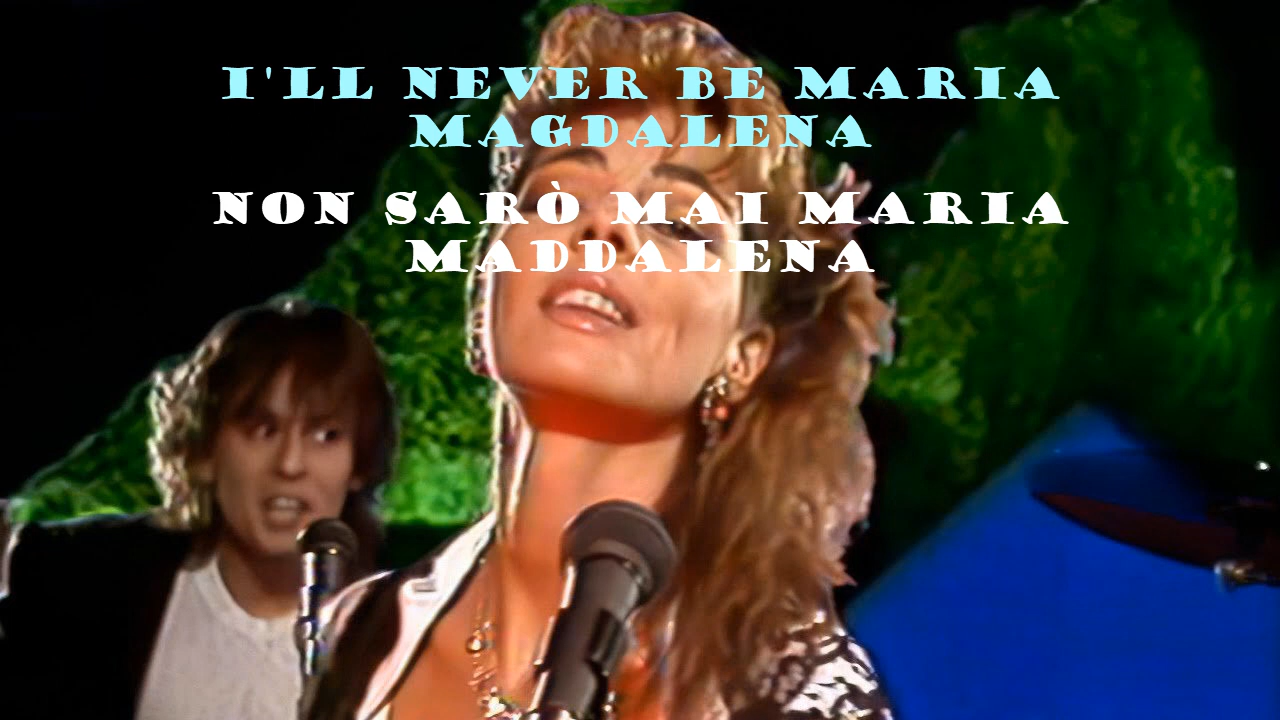 I'LL NEVER BE MARIA
MAGDALENA
NON SARÒ MAI MARIA
MADDALENA